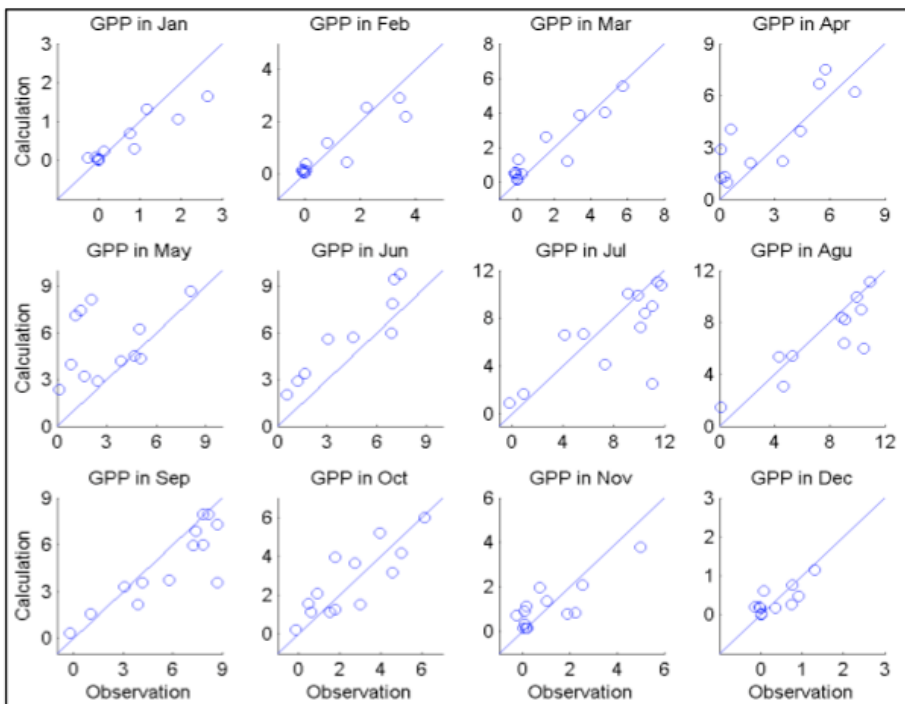 GPP in Jan
GPP in Feb
GPP in Mar
GPP in Apr
Calculation
3
2
1
0
0 1 2 3
4
2
0
0 2 4
8
6
4
2
0
0 2 4 6 8
9
6
3
0
0 3 6 9
GPP in May
GPP in Jun
GPP in Jul
GPP in Agu
Calculation
9
6
3
0
0 3 6 9
9
6
3
0
0 3 6 9
12
8
4
0
0 4 8 12
12
8
4
0
0 4 8 12
GPP in Sep
GPP in Oct
GPP in Nov
GPP in Dec
Calculation
9
6
3
0
0 3 6 9
Observation
6
4
2
0
0 2 4 6
Observation
6
4
2
0
0 2 4 6
Observation
3
2
1
0
0 1 2 3
Observation